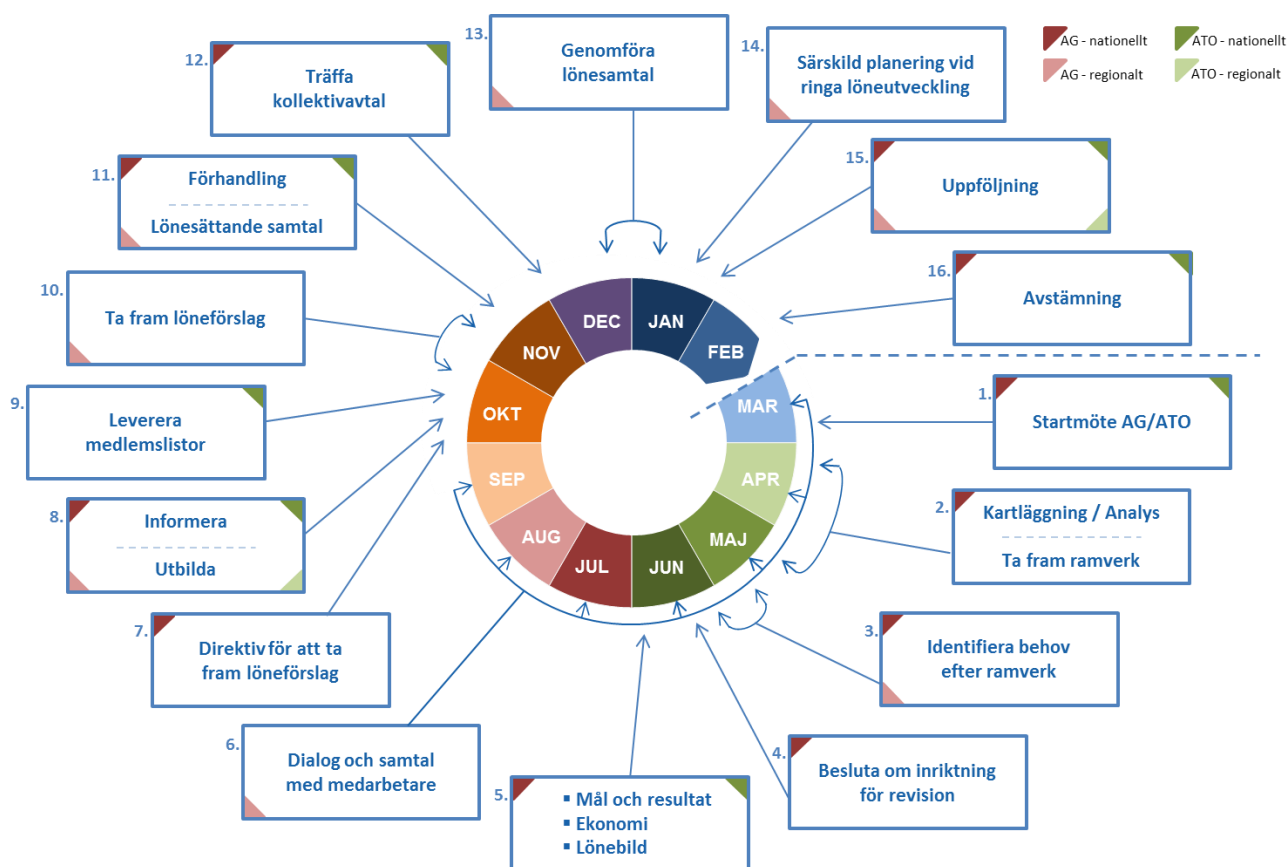 AG - nationellt
ATO - nationellt
AG - regionalt
ATO - regionalt
1.
Startmöte AG/ATO
2.
Kartläggning / Analys
Ta fram ramverk
3.
Identifiera behov
efter ramverk
4.
Besluta om inriktning
för revision
5.
▪ Mål och resultat
▪ Ekonomi
▪ Lönebild
6.
Dialog och samtal
med medarbetare
7.
Direktiv för att ta
fram löneförslag
8.
Informera
Utbilda
9.
Leverera
medlemslistor
10.
Ta fram löneförslag
11.
Förhandling
Lönesättande samtal
12.
Träffa
kollektivavtal
13.
Genomföra
lönesamtal
14.
Särskild planering vid
ringa löneutveckling
15.
Uppföljning
16.
Avstämning
JAN
FEB
MAR
APR
MAJ
JUN
JUL
AUG
SEP
OKT
NOV
DEC